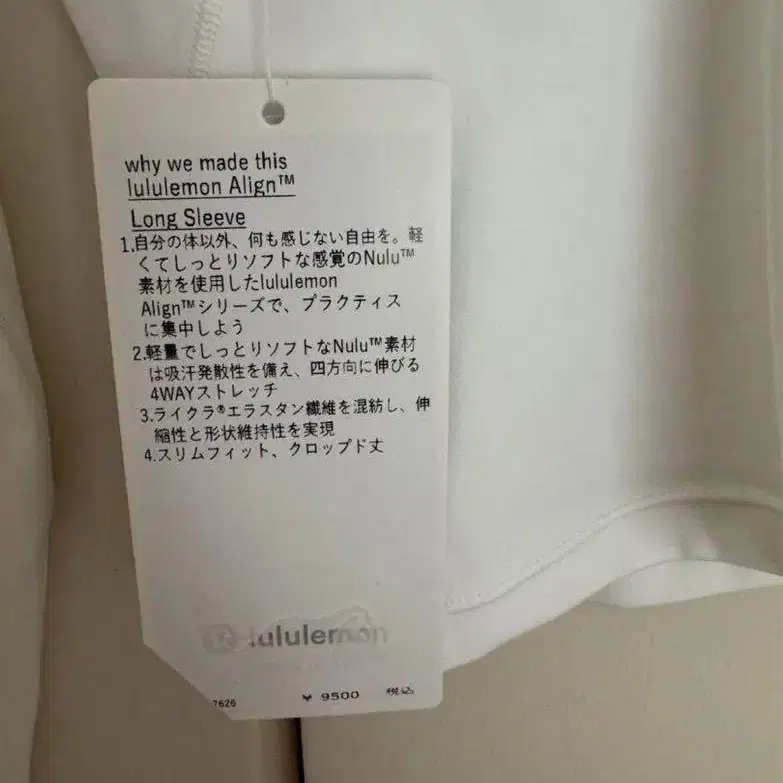 why we made this
lululemon Align™
Long Sleeve
1.自分の体以外、何も感じない自由を。軽
くてしっとりソフトな感覚のNulu™
素材を使用したlululemon
Align™シリーズで、プラクティス
に集中しよう
2.軽量でしっとりソフトなNulu™素材
は吸汗発散性を備え、四方向に伸びる
4WAYストレッチ
3.ライクラ®エラスタン繊維を混紡し、伸
縮性と形状維持性を実現
4.スリムフィット、クロップド丈
lululemon
7626 ¥ 9500 税込